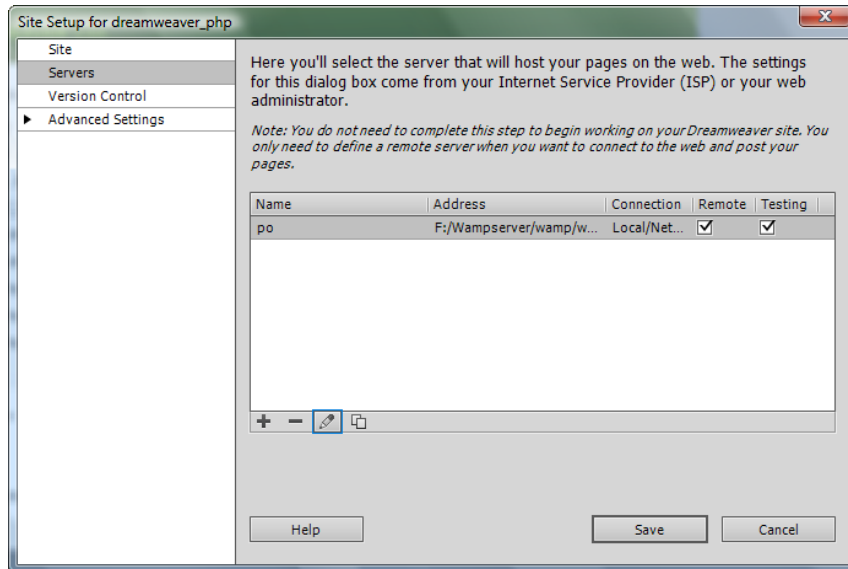 Site Setup for dreamweaver_php
Site
Servers
Version Control
Advanced Settings
Here you'll select the server that will host your pages on the web. The settings
for this dialog box come from your Internet Service Provider (ISP) or your web
administrator.
Note: You do not need to complete this step to begin working on your Dreamweaver site. You
only need to define a remote server when you want to connect to the web and post your
pages.
Name Address Connection Remote Testing
po F:/Wampserver/wamp/w... Local/Net...
Help Save Cancel